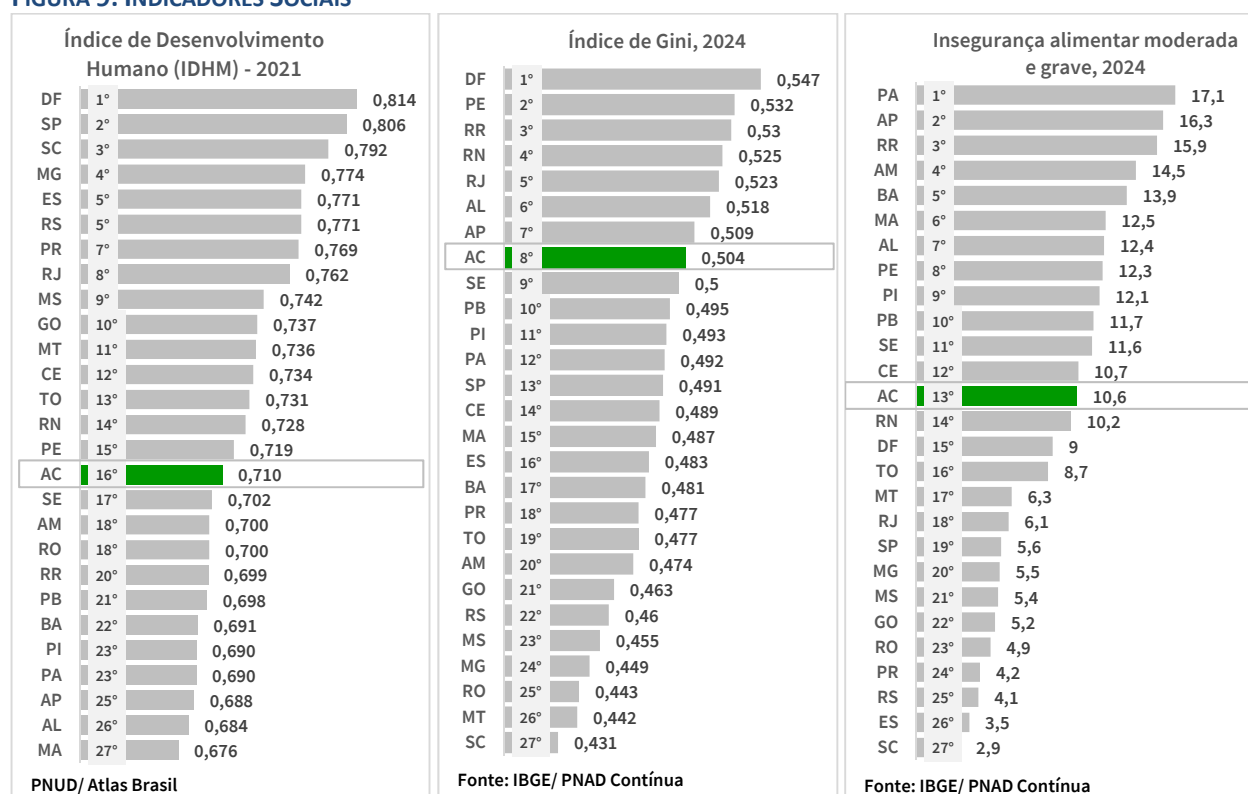 FIGURA 9: INDICADORES SOCIAIS
Índice de Desenvolvimento
Humano (IDHM) - 2021
DF 1° 0,814
SP 2° 0,806
SC 3° 0,792
MG 4° 0,774
ES 5° 0,771
RS 5° 0,771
PR 7° 0,769
RJ 8° 0,762
MS 9° 0,742
GO 10° 0,737
MT 11° 0,736
CE 12° 0,734
TO 13° 0,731
RN 14° 0,728
PE 15° 0,719
AC 16° 0,710
SE 17° 0,702
AM 18° 0,700
RO 18° 0,700
RR 20° 0,699
PB 21° 0,698
BA 22° 0,691
PI 23° 0,690
PA 23° 0,690
AP 25° 0,688
AL 26° 0,684
MA 27° 0,676
PNUD/ Atlas Brasil
Índice de Gini, 2024
DF 1° 0,547
PE 2° 0,532
RR 3° 0,53
RN 4° 0,525
RJ 5° 0,523
AL 6° 0,518
AP 7° 0,509
AC 8° 0,504
SE 9° 0,5
PB 10° 0,495
PI 11° 0,493
PA 12° 0,492
SP 13° 0,491
CE 14° 0,489
MA 15° 0,487
ES 16° 0,483
BA 17° 0,481
PR 18° 0,477
TO 19° 0,477
AM 20° 0,474
GO 21° 0,463
RS 22° 0,46
MS 23° 0,455
MG 24° 0,449
RO 25° 0,443
MT 26° 0,442
SC 27° 0,431
Fonte: IBGE/ PNAD Contínua
Insegurança alimentar moderada
e grave, 2024
PA 1° 17,1
AP 2° 16,3
RR 3° 15,9
AM 4° 14,5
BA 5° 13,9
MA 6° 12,5
AL 7° 12,4
PE 8° 12,3
PI 9° 12,1
PB 10° 11,7
SE 11° 11,6
CE 12° 10,7
AC 13° 10,6
RN 14° 10,2
DF 15° 9
TO 16° 8,7
MT 17° 6,3
RJ 18° 6,1
SP 19° 5,6
MG 20° 5,5
MS 21° 5,4
GO 22° 5,2
RO 23° 4,9
PR 24° 4,2
RS 25° 4,1
ES 26° 3,5
SC 27° 2,9
Fonte: IBGE/ PNAD Contínua